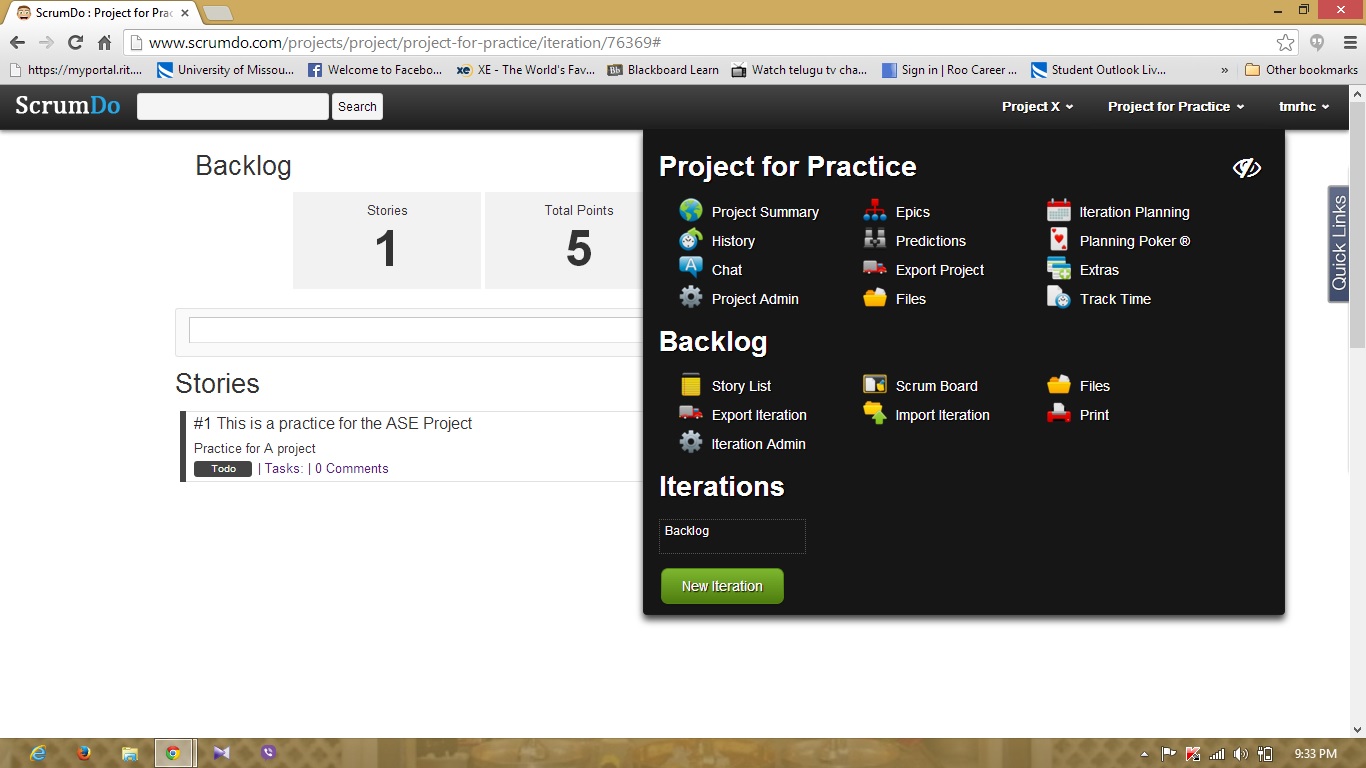 ScrumDo : Project for Prac
www.scrumdo.com/projects/project/project-for-practice/iteration/76369#
https://myportal.rit.... University of Missou... Welcome to Facebo... XE - The World's Fav... Bb Blackboard Learn Watch telugu tv cha... Sign in | Roo Career ... Student Outlook Liv... » Other bookmarks
ScrumDo Search Project X Project for Practice tmrhc
Backlog
Stories Total Points
1 5
Stories
#1 This is a practice for the ASE Project
Practice for A project
Todo | Tasks: | 0 Comments
Project for Practice
Project Summary Epics Iteration Planning
History Predictions Planning Poker ®
Chat Export Project Extras
Project Admin Files Track Time
Backlog
Story List Scrum Board Files
Export Iteration Import Iteration Print
Iteration Admin
Iterations
Backlog
New Iteration
Quick Links
9:33 PM